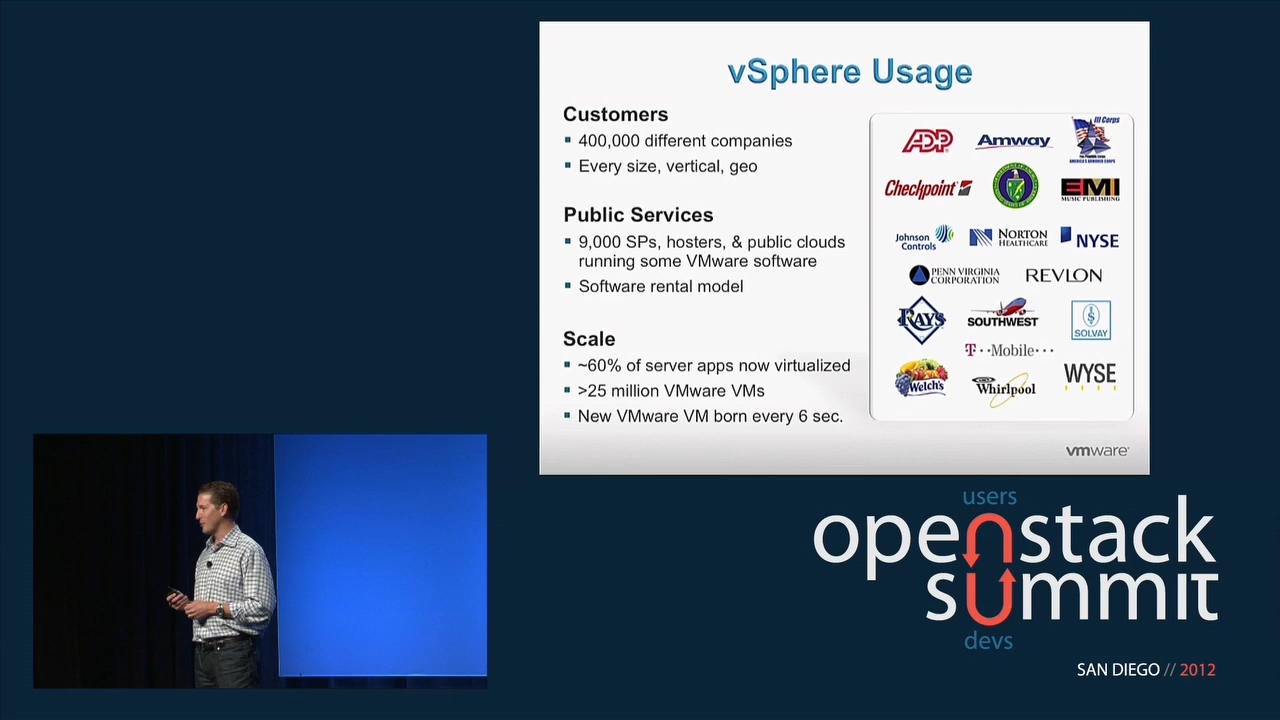 vSphere Usage
Customers
400,000 different companies
Every size, vertical, geo
Public Services
9,000 SPs, hosters, & public clouds
running some VMware software
Software rental model
Scale
~60% of server apps now virtualized
>25 million VMware VMs
New VMware VM born every 6 sec.
ADP
Amway
III Corps
AMERICA'S ARMORED CORPS
Checkpoint
EMI
MUSIC PUBLISHING
Johnson
Controls
NORTON
HEALTHCARE
NYSE
PENN VIRGINIA
CORPORATION
REVLON
RAYS
SOUTHWEST
SOLVAY
T··Mobile···
Welch's
Whirlpool
WYSE
vmware
users
openstack
summit
devs
SAN DIEGO // 2012